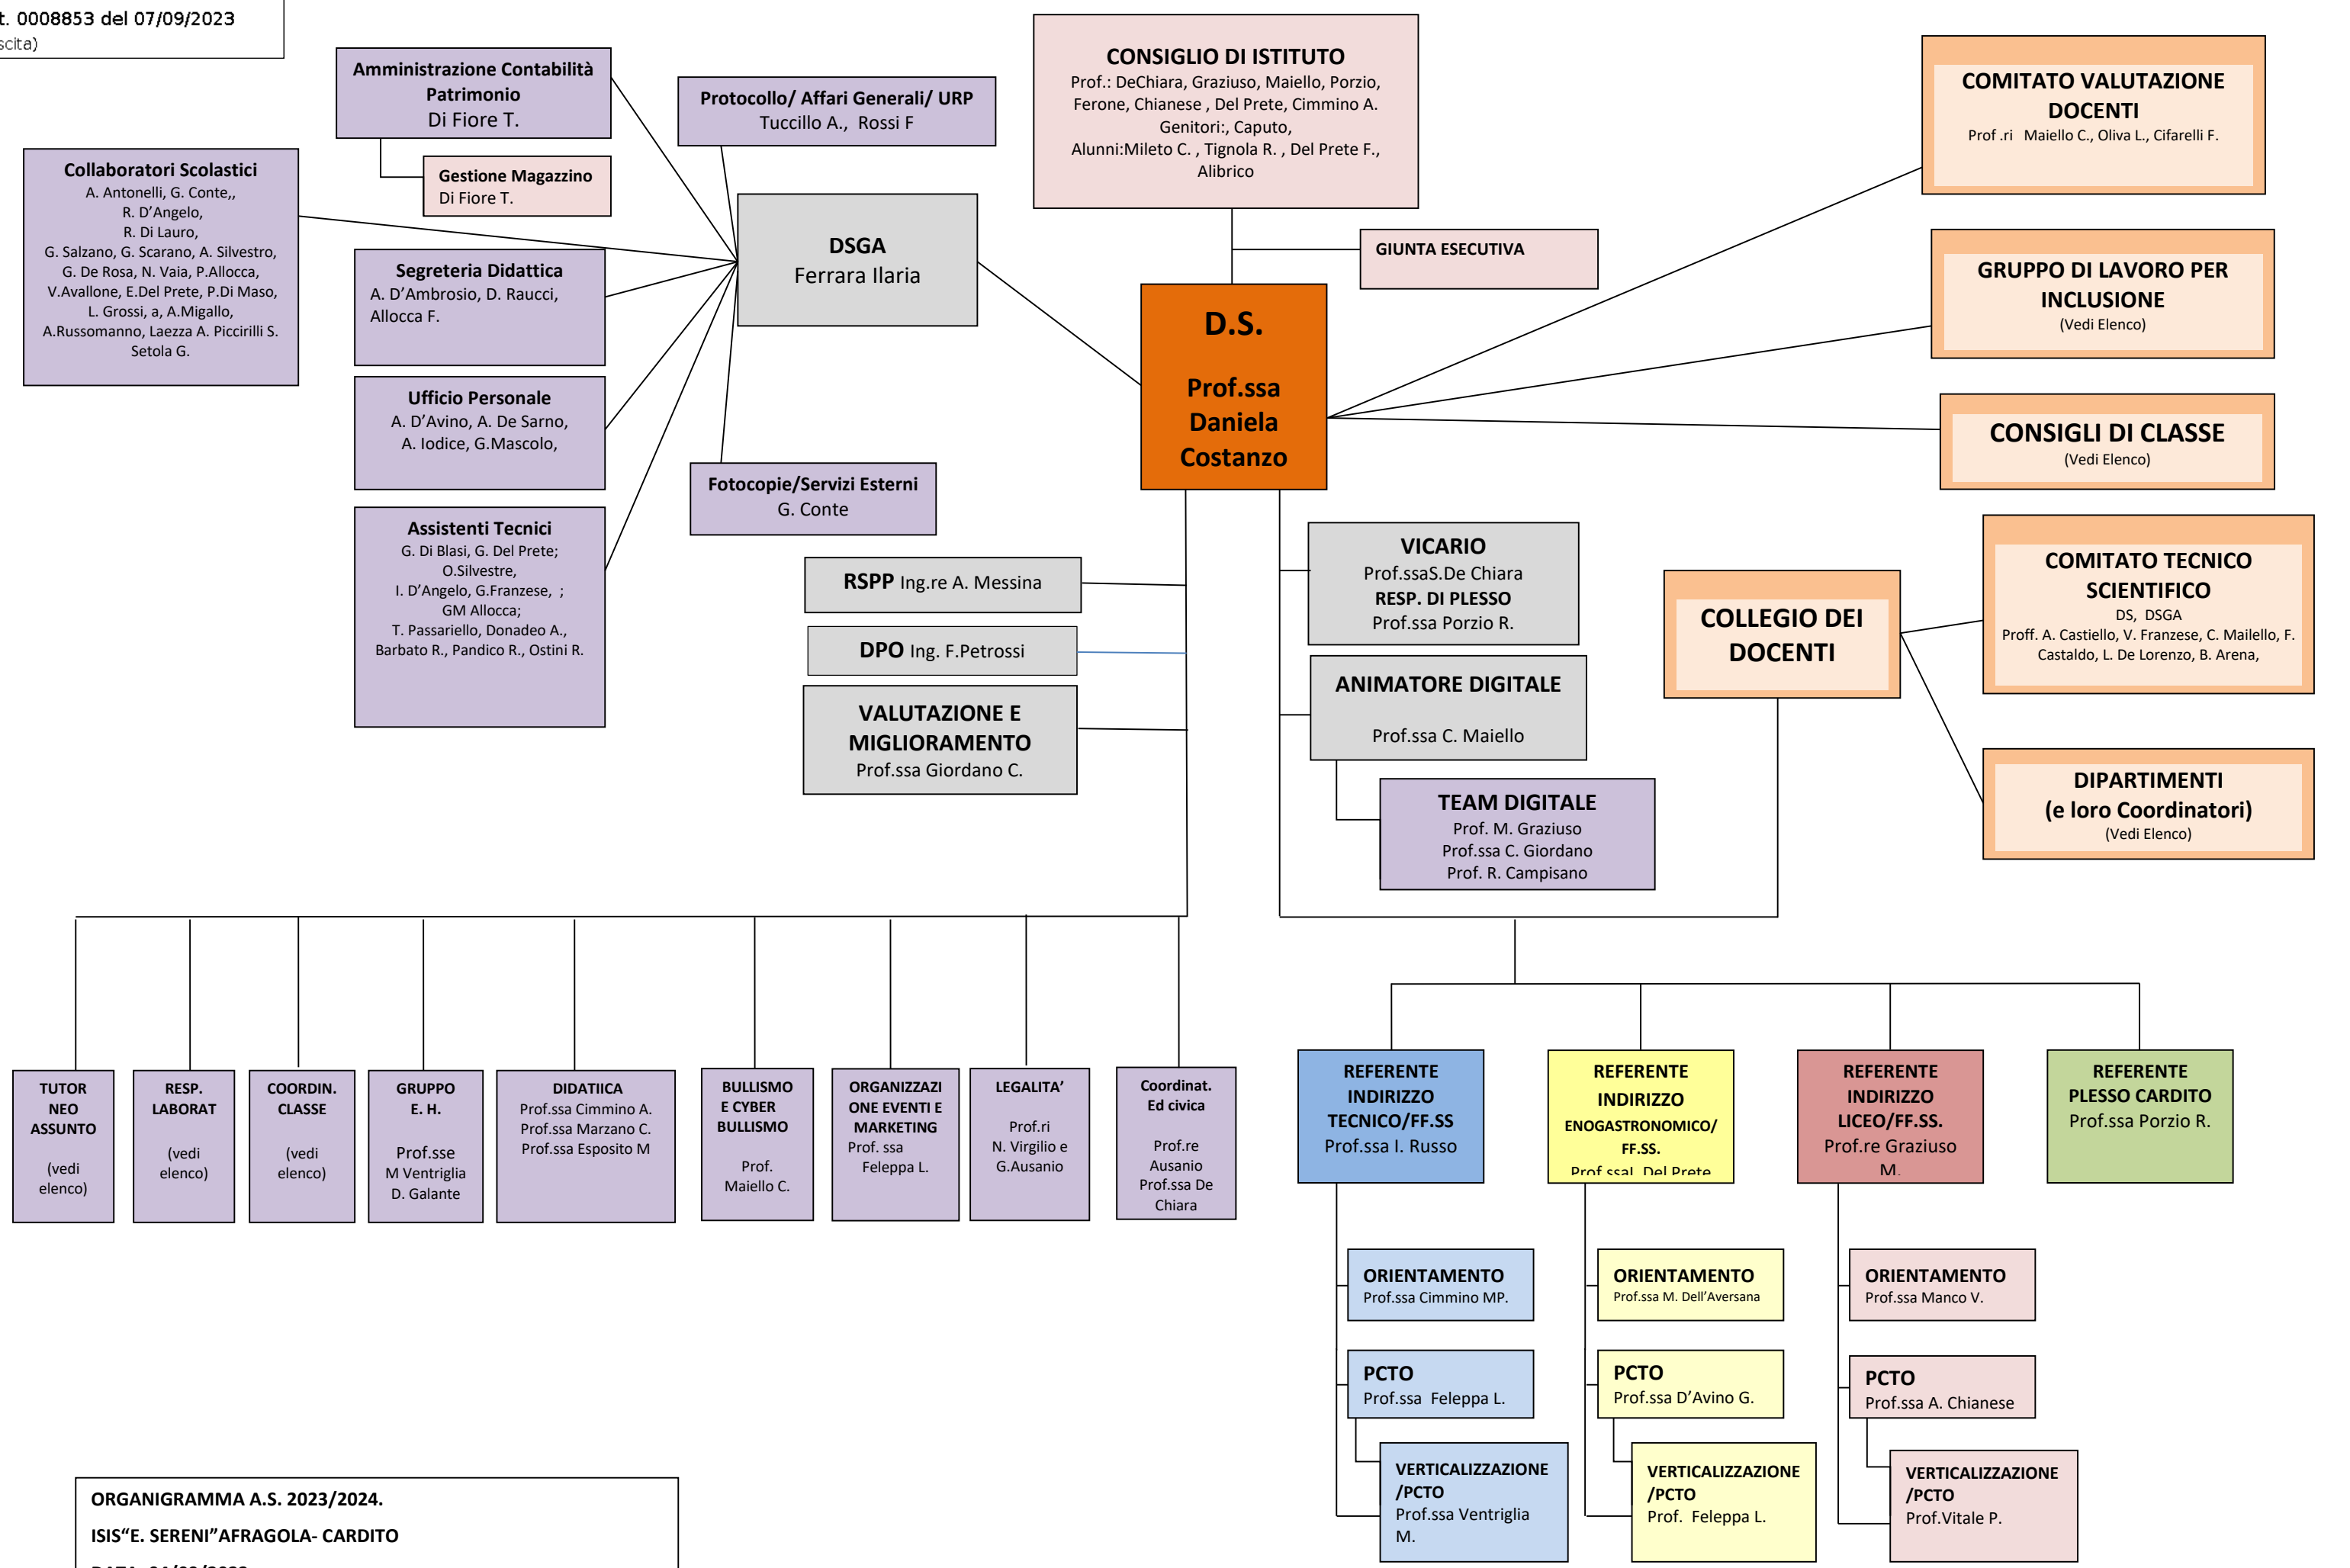 t. 0008853 del 07/09/2023
scita)
Amministrazione Contabilità
Patrimonio
Di Fiore T.
Gestione Magazzino
Di Fiore T.
Protocollo/ Affari Generali/ URP
Tuccillo A., Rossi F
CONSIGLIO DI ISTITUTO
Prof.: DeChiara, Graziuso, Maiello, Porzio,
Ferone, Chianese , Del Prete, Cimmino A.
Genitori:, Caputo,
Alunni:Mileto C. , Tignola R. , Del Prete F.,
Alibrico
GIUNTA ESECUTIVA
COMITATO VALUTAZIONE
DOCENTI
Prof .ri Maiello C., Oliva L., Cifarelli F.
GRUPPO DI LAVORO PER
INCLUSIONE
(Vedi Elenco)
CONSIGLI DI CLASSE
(Vedi Elenco)
Collaboratori Scolastici
A. Antonelli, G. Conte,,
R. D’Angelo,
R. Di Lauro,
G. Salzano, G. Scarano, A. Silvestro,
G. De Rosa, N. Vaia, P.Allocca,
V.Avallone, E.Del Prete, P.Di Maso,
L. Grossi, a, A.Migallo,
A.Russomanno, Laezza A. Piccirilli S.
Setola G.
DSGA
Ferrara Ilaria
D.S.
Prof.ssa
Daniela
Costanzo
Segreteria Didattica
A. D’Ambrosio, D. Raucci,
Allocca F.
Ufficio Personale
A. D’Avino, A. De Sarno,
A. Iodice, G.Mascolo,
Assistenti Tecnici
G. Di Blasi, G. Del Prete;
O.Silvestre,
I. D’Angelo, G.Franzese, ;
GM Allocca;
T. Passariello, Donadeo A.,
Barbato R., Pandico R., Ostini R.
Fotocopie/Servizi Esterni
G. Conte
RSPP Ing.re A. Messina
DPO Ing. F.Petrossi
VALUTAZIONE E
MIGLIORAMENTO
Prof.ssa Giordano C.
VICARIO
Prof.ssaS.De Chiara
RESP. DI PLESSO
Prof.ssa Porzio R.
ANIMATORE DIGITALE
Prof.ssa C. Maiello
TEAM DIGITALE
Prof. M. Graziuso
Prof.ssa C. Giordano
Prof. R. Campisano
COLLEGIO DEI
DOCENTI
COMITATO TECNICO
SCIENTIFICO
DS, DSGA
Proff. A. Castiello, V. Franzese, C. Mailello, F.
Castaldo, L. De Lorenzo, B. Arena,
DIPARTIMENTI
(e loro Coordinatori)
(Vedi Elenco)
TUTOR
NEO
ASSUNTO
(vedi
elenco)
RESP.
LABORAT
(vedi
elenco)
COORDIN.
CLASSE
(vedi
elenco)
GRUPPO
E. H.
Prof.sse
M Ventriglia
D. Galante
DIDATIICA
Prof.ssa Cimmino A.
Prof.ssa Marzano C.
Prof.ssa Esposito M
BULLISMO
E CYBER
BULLISMO
Prof.
Maiello C.
ORGANIZZAZI
ONE EVENTI E
MARKETING
Prof. ssa
Feleppa L.
LEGALITA’
Prof.ri
N. Virgilio e
G.Ausanio
Coordinat.
Ed civica
Prof.re
Ausanio
Prof.ssa De
Chiara
REFERENTE
INDIRIZZO
TECNICO/FF.SS
Prof.ssa I. Russo
REFERENTE
INDIRIZZO
ENOGASTRONOMICO/
FF.SS.
Prof.ssaI. Del Prete
REFERENTE
INDIRIZZO
LICEO/FF.SS.
Prof.re Graziuso
M.
REFERENTE
PLESSO CARDITO
Prof.ssa Porzio R.
ORIENTAMENTO
Prof.ssa Cimmino MP.
PCTO
Prof.ssa Feleppa L.
VERTICALIZZAZIONE
/PCTO
Prof.ssa Ventriglia
M.
ORIENTAMENTO
Prof.ssa M. Dell’Aversana
PCTO
Prof.ssa D’Avino G.
VERTICALIZZAZIONE
/PCTO
Prof. Feleppa L.
ORIENTAMENTO
Prof.ssa Manco V.
PCTO
Prof.ssa A. Chianese
VERTICALIZZAZIONE
/PCTO
Prof.Vitale P.
ORGANIGRAMMA A.S. 2023/2024.
ISIS“E. SERENI”AFRAGOLA- CARDITO